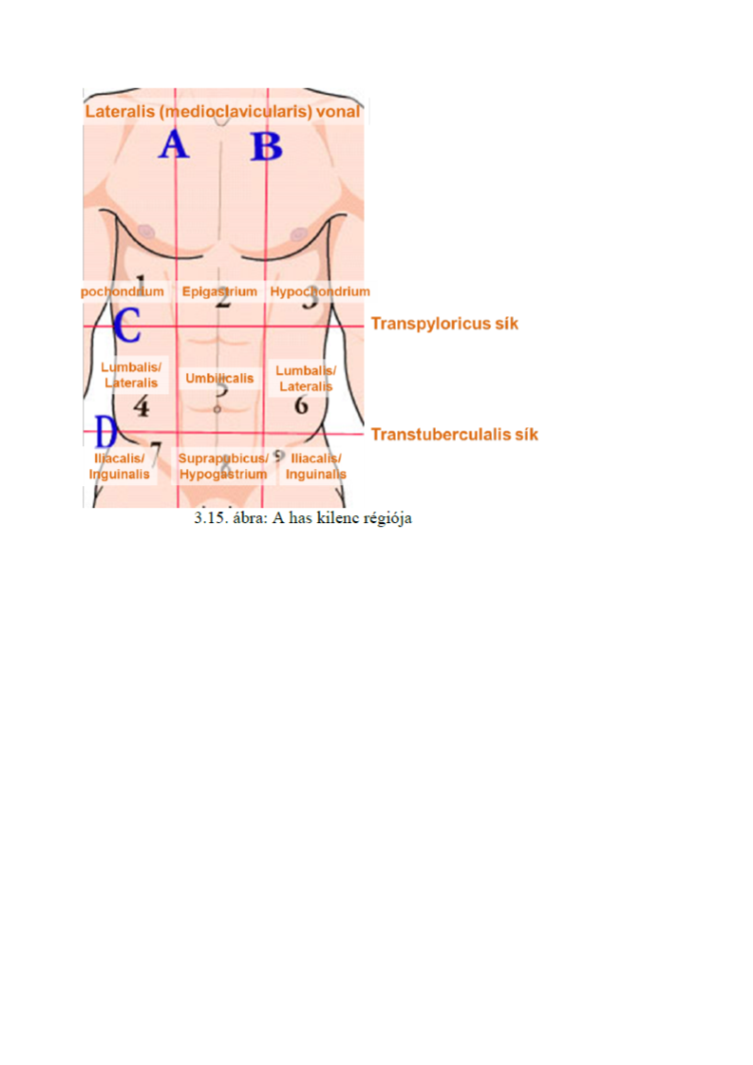 Lateralis (medioclavicularis) vonal
A B
1 2 3
pochondrium Epigastrium Hypochondrium
C
Transpyloricus sík
Lumbalis/
Lateralis
Umbilicalis
Lumbalis/
Lateralis
4 5 6
D
Transtuberculalis sík
7 8 9
Iliacalis/
Inguinalis
Suprapubicus/
Hypogastrium
Iliacalis/
Inguinalis
3.15. ábra: A has kilenc régiója